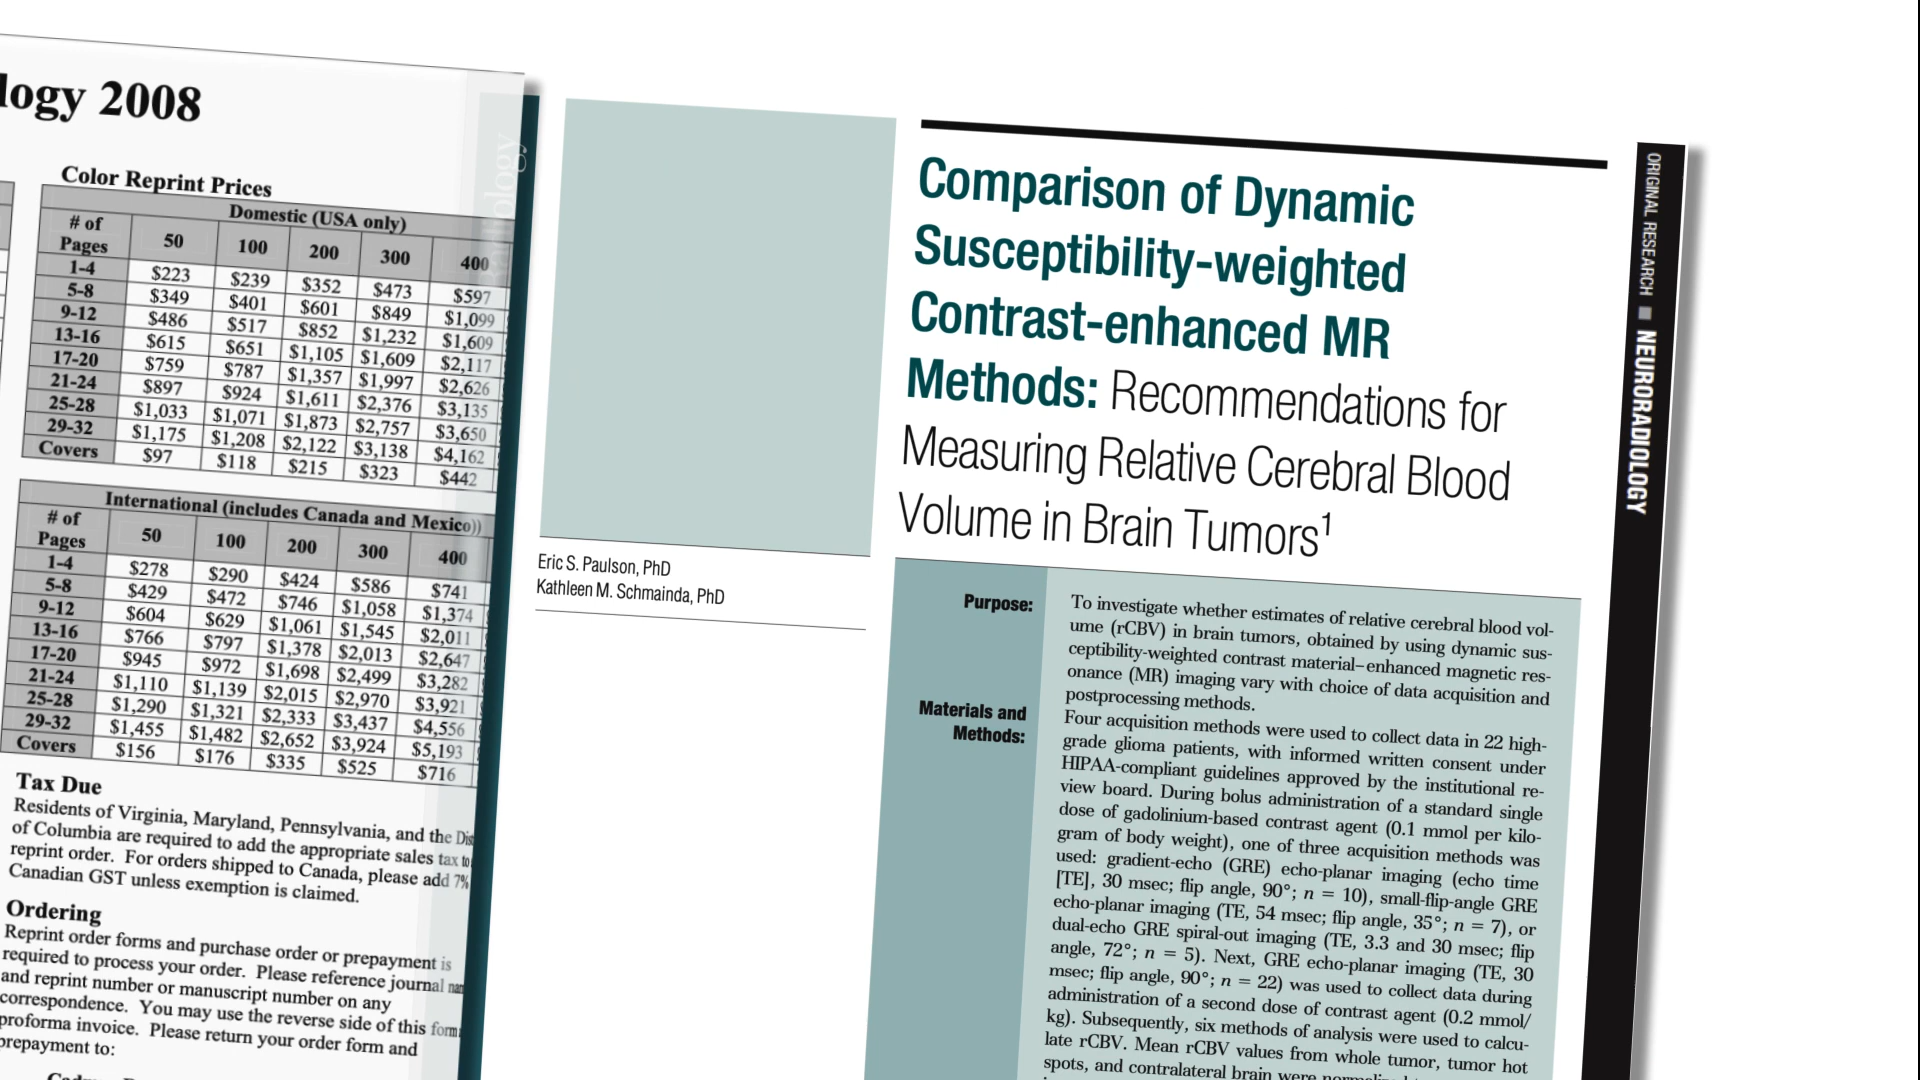 logy 2008
Color Reprint Prices
Domestic (USA only)
# of Pages 50 100 200 300 400
1-4 $223 $239 $352 $473 $597
5-8 $349 $401 $601 $849 $1,099
9-12 $486 $517 $852 $1,232 $1,609
13-16 $615 $651 $1,105 $1,609 $2,117
17-20 $759 $787 $1,357 $1,997 $2,626
21-24 $897 $924 $1,611 $2,376 $3,135
25-28 $1,033 $1,071 $1,873 $2,757 $3,650
29-32 $1,175 $1,208 $2,122 $3,138 $4,162
Covers $97 $118 $215 $323 $442
International (includes Canada and Mexico))
# of Pages 50 100 200 300 400
1-4 $278 $290 $424 $586 $741
5-8 $429 $472 $746 $1,058 $1,374
9-12 $604 $629 $1,061 $1,545 $2,011
13-16 $766 $797 $1,378 $2,013 $2,647
17-20 $945 $972 $1,698 $2,499 $3,282
21-24 $1,110 $1,139 $2,015 $2,970 $3,921
25-28 $1,290 $1,321 $2,333 $3,437 $4,556
29-32 $1,455 $1,482 $2,652 $3,924 $5,193
Covers $156 $176 $335 $525 $716
Tax Due
Residents of Virginia, Maryland, Pennsylvania, and the Dis
of Columbia are required to add the appropriate sales tax to
reprint order. For orders shipped to Canada, please add 7%
Canadian GST unless exemption is claimed.
Ordering
Reprint order forms and purchase order or prepayment is
required to process your order. Please reference journal nam
and reprint number or manuscript number on any
correspondence. You may use the reverse side of this form
proforma invoice. Please return your order form and
prepayment to:
Comparison of Dynamic
Susceptibility-weighted
Contrast-enhanced MR
Methods: Recommendations for
Measuring Relative Cerebral Blood
Volume in Brain Tumors1
Eric S. Paulson, PhD
Kathleen M. Schmainda, PhD
Purpose:
To investigate whether estimates of relative cerebral blood vol-
ume (rCBV) in brain tumors, obtained by using dynamic sus-
ceptibility-weighted contrast material–enhanced magnetic res-
onance (MR) imaging vary with choice of data acquisition and
postprocessing methods.
Materials and
Methods:
Four acquisition methods were used to collect data in 22 high-
grade glioma patients, with informed written consent under
HIPAA-compliant guidelines approved by the institutional re-
view board. During bolus administration of a standard single
dose of gadolinium-based contrast agent (0.1 mmol per kilo-
gram of body weight), one of three acquisition methods was
used: gradient-echo (GRE) echo-planar imaging (echo time
[TE], 30 msec; flip angle, 90°; n = 10), small-flip-angle GRE
echo-planar imaging (TE, 54 msec; flip angle, 35°; n = 7), or
dual-echo GRE spiral-out imaging (TE, 3.3 and 30 msec; flip
angle, 72°; n = 5). Next, GRE echo-planar imaging (TE, 30
msec; flip angle, 90°; n = 22) was used to collect data during
administration of a second dose of contrast agent (0.2 mmol/
kg). Subsequently, six methods of analysis were used to calcu-
late rCBV. Mean rCBV values from whole tumor, tumor hot
spots, and contralateral brain were
ORIGINAL RESEARCH ■ NEURORADIOLOGY